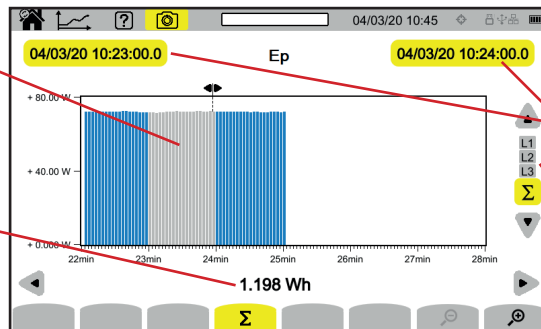 ? 04/03/20 10:45
04/03/20 10:23:00.0 Ep 04/03/20 10:24:00.0
+ 80.00 W
L1
L2
+ 40.00 W
L3
Σ
+ 0.000 W
22min 23min 24min 25min 26min 27min 28min
1.198 Wh
Σ